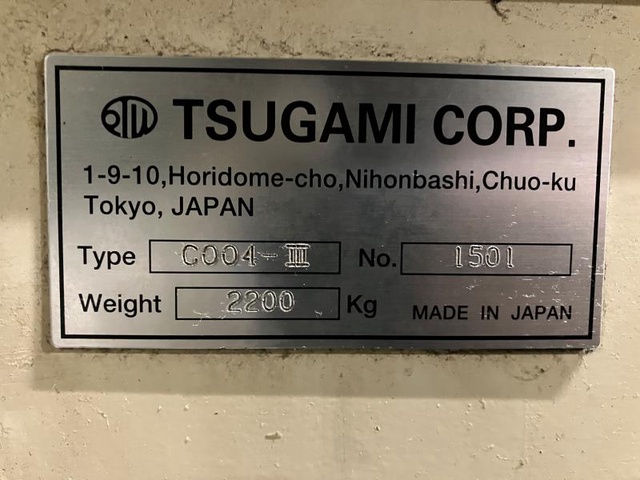 TSUGAMI CORP.
1-9-10,Horidome-cho,Nihonbashi,Chuo-ku
Tokyo, JAPAN
Type C004-III No. 1501
Weight 2200 Kg MADE IN JAPAN